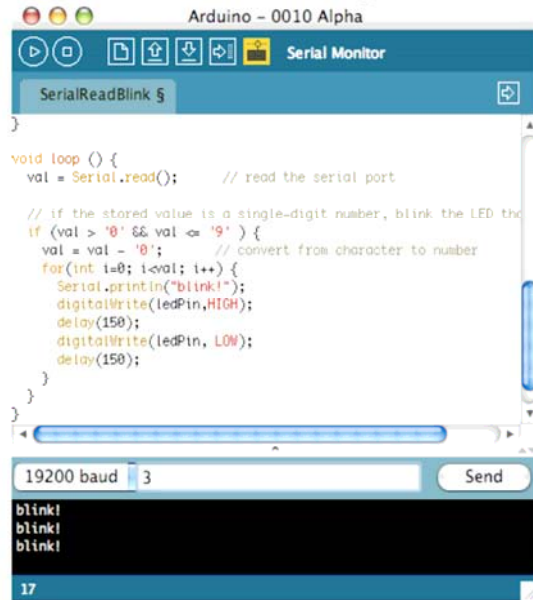 Arduino – 0010 Alpha
Serial Monitor
SerialReadBlink §
}
void loop () {
val = Serial.read(); // read the serial port
// if the stored value is a single-digit number, blink the LED tha
if (val > '0' && val <= '9' ) {
val = val - '0'; // convert from character to number
for(int i=0; i<val; i++) {
Serial.println("blink!");
digitalWrite(ledPin,HIGH);
delay(150);
digitalWrite(ledPin, LOW);
delay(150);
}
}
}
19200 baud 3 Send
blink!
blink!
blink!
17